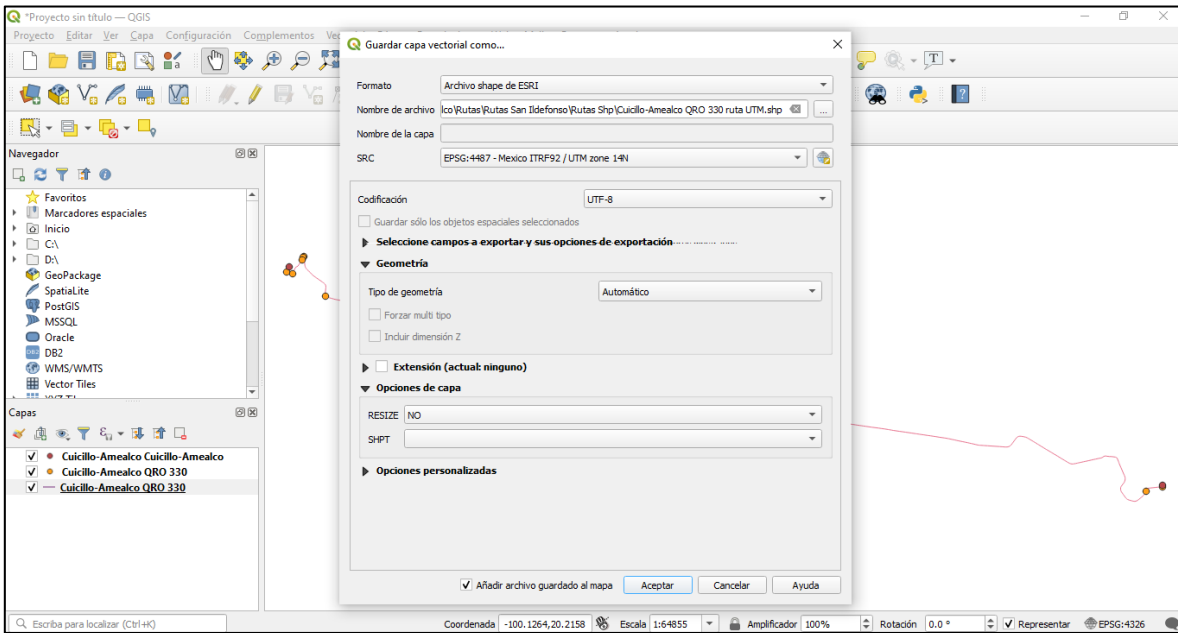 *Proyecto sin título — QGIS
Proyecto Editar Ver Capa Configuración Complementos
Guardar capa vectorial como...
Formato Archivo shape de ESRI
Nombre de archivo lco\Rutas\Rutas San Ildefonso\Rutas Shp\Cuicillo-Amealco QRO 330 ruta UTM.shp ...
Nombre de la capa
SRC EPSG:4487 - Mexico ITRF92 / UTM zone 14N
Codificación UTF-8
Guardar sólo los objetos espaciales seleccionados
Seleccione campos a exportar y sus opciones de exportación
Geometría
Tipo de geometría Automático
Forzar multi tipo
Incluir dimensión Z
Extensión (actual: ninguno)
Opciones de capa
RESIZE NO
SHPT
Opciones personalizadas
Añadir archivo guardado al mapa Aceptar Cancelar Ayuda
Navegador
Favoritos
Marcadores espaciales
Inicio
C:\
D:\
GeoPackage
SpatiaLite
PostGIS
MSSQL
Oracle
DB2 DB2
WMS/WMTS
Vector Tiles
Capas
Cuicillo-Amealco Cuicillo-Amealco
Cuicillo-Amealco QRO 330
Cuicillo-Amealco QRO 330
Escriba para localizar (Ctrl+K) Coordenada -100.1264,20.2158 Escala 1:64855 Amplificador 100% Rotación 0.0 ° Representar EPSG:4326